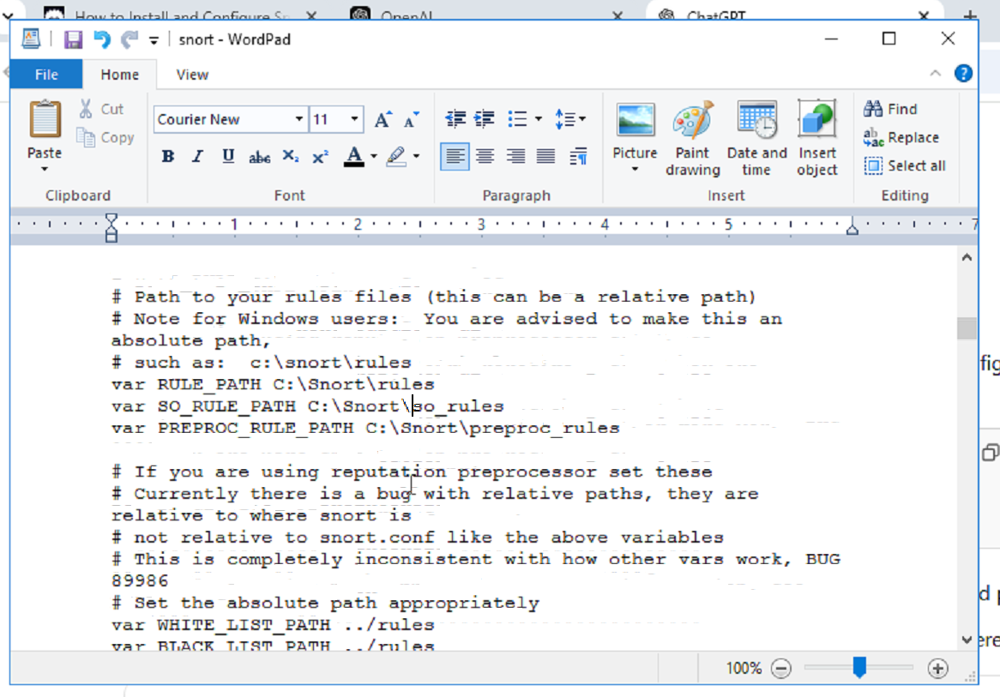 How to Install and Configure Sn
OpenAI
ChatGPT
snort - WordPad
File
Home
View
Cut
Copy
Paste
Clipboard
Courier New
11
Font
Paragraph
Picture
Paint drawing
Date and time
Insert object
Insert
Find
Replace
Select all
Editing
1 2 3 4 5 7
# Path to your rules files (this can be a relative path)
# Note for Windows users:  You are advised to make this an
absolute path,
# such as:  c:\snort\rules
var RULE_PATH C:\Snort\rules
var SO_RULE_PATH C:\Snort\so_rules
var PREPROC_RULE_PATH C:\Snort\preproc_rules
# If you are using reputation preprocessor set these
# Currently there is a bug with relative paths, they are
relative to where snort is
# not relative to snort.conf like the above variables
# This is completely inconsistent with how other vars work, BUG
89986
# Set the absolute path appropriately
var WHITE_LIST_PATH ../rules
var BLACK_LIST_PATH ../rules
100%